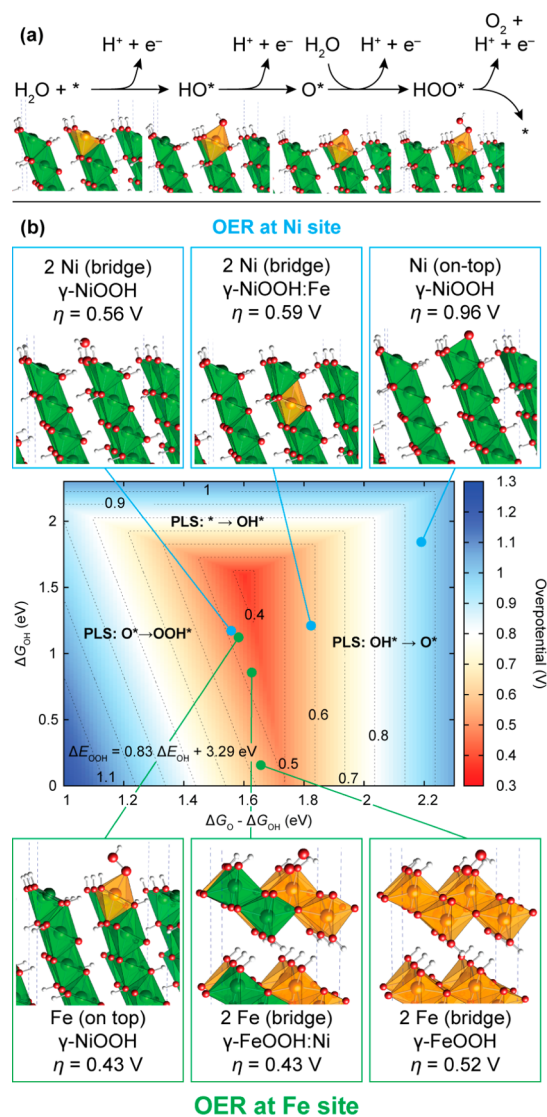 (a)
H⁺ + e⁻ H⁺ + e⁻ H₂O H⁺ + e⁻ O₂ + H⁺ + e⁻
H₂O + * HO* O* HOO* *
(b)
OER at Ni site
2 Ni (bridge)
γ-NiOOH
η = 0.56 V
2 Ni (bridge)
γ-NiOOH:Fe
η = 0.59 V
Ni (on-top)
γ-NiOOH
η = 0.96 V
ΔG_OH (eV)
2
1.5
1
0.5
0
0.9
1
PLS: * → OH*
0.4
PLS: O*→OOH*
PLS: OH*→ O*
0.6
0.8
ΔE_OOH = 0.83 ΔE_OH + 3.29 eV
1.1
0.5
0.7
1 1.2 1.4 1.6 1.8 2 2.2
ΔG_O - ΔG_OH (eV)
1.3
1.2
1.1
1.0
0.9
0.8
0.7
0.6
0.5
0.4
0.3
Overpotential (V)
Fe (on top)
γ-NiOOH
η = 0.43 V
2 Fe (bridge)
γ-FeOOH:Ni
η = 0.43 V
2 Fe (bridge)
γ-FeOOH
η = 0.52 V
OER at Fe site